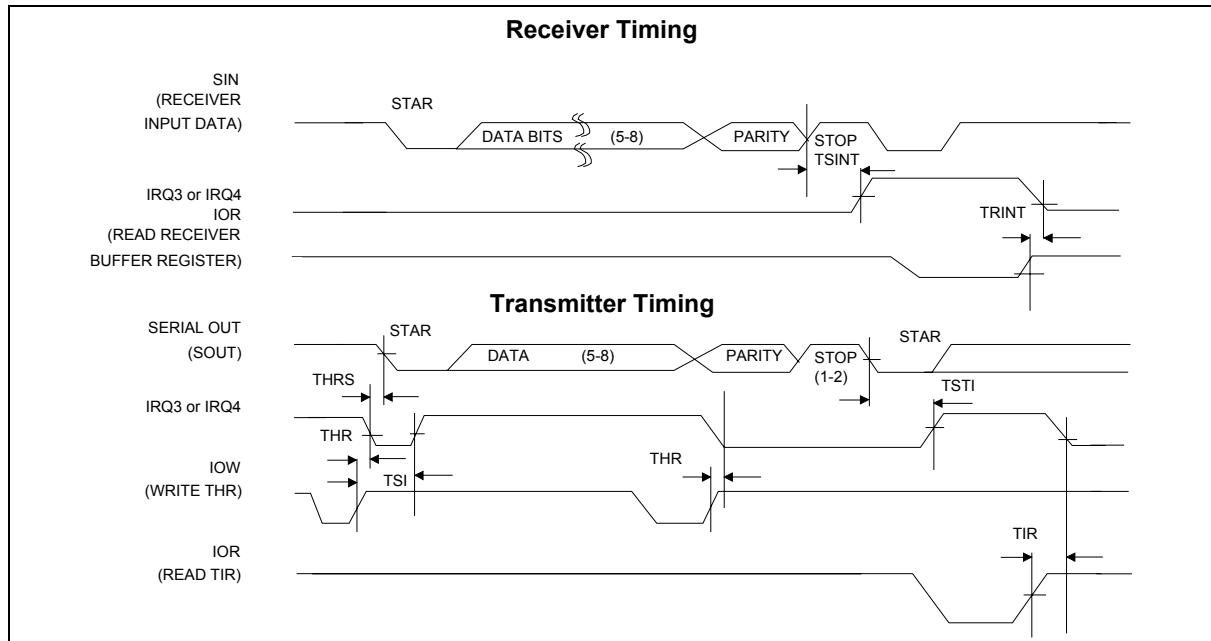 Receiver Timing
SIN
(RECEIVER
INPUT DATA)
STAR
DATA BITS (5-8)
PARITY
STOP
TSINT
IRQ3 or IRQ4
IOR
(READ RECEIVER
BUFFER REGISTER)
TRINT
Transmitter Timing
SERIAL OUT
(SOUT)
STAR
DATA (5-8)
PARITY
STOP
(1-2)
STAR
THRS
TSTI
IRQ3 or IRQ4
THR
THR
IOW
(WRITE THR)
TSI
TIR
IOR
(READ TIR)